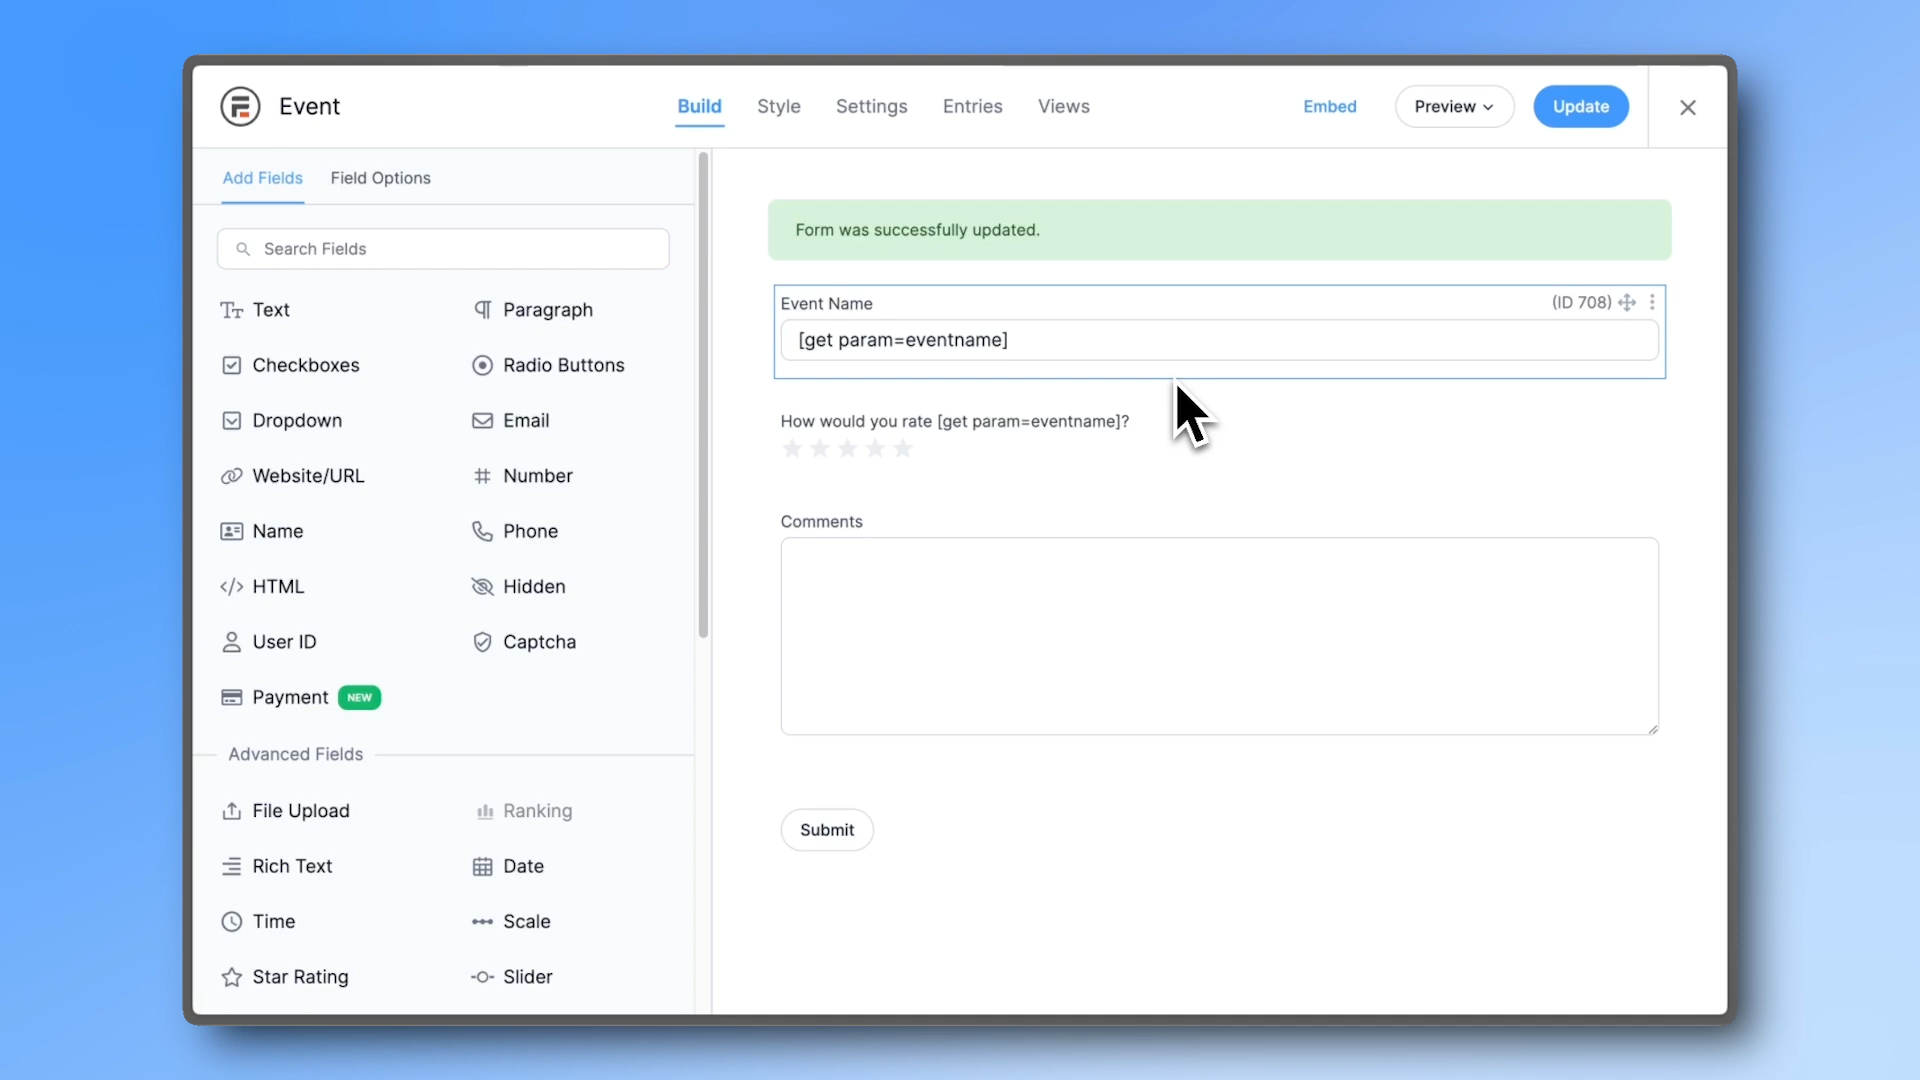 Event
Build Style Settings Entries Views
Embed Preview Update
Add Fields Field Options
Search Fields
Text Paragraph
Checkboxes Radio Buttons
Dropdown Email
Website/URL Number
Name Phone
HTML Hidden
User ID Captcha
Payment NEW
Advanced Fields
File Upload Ranking
Rich Text Date
Time Scale
Star Rating Slider
Form was successfully updated.
Event Name (ID 708)
[get param=eventname]
How would you rate [get param=eventname]?
Comments
Submit